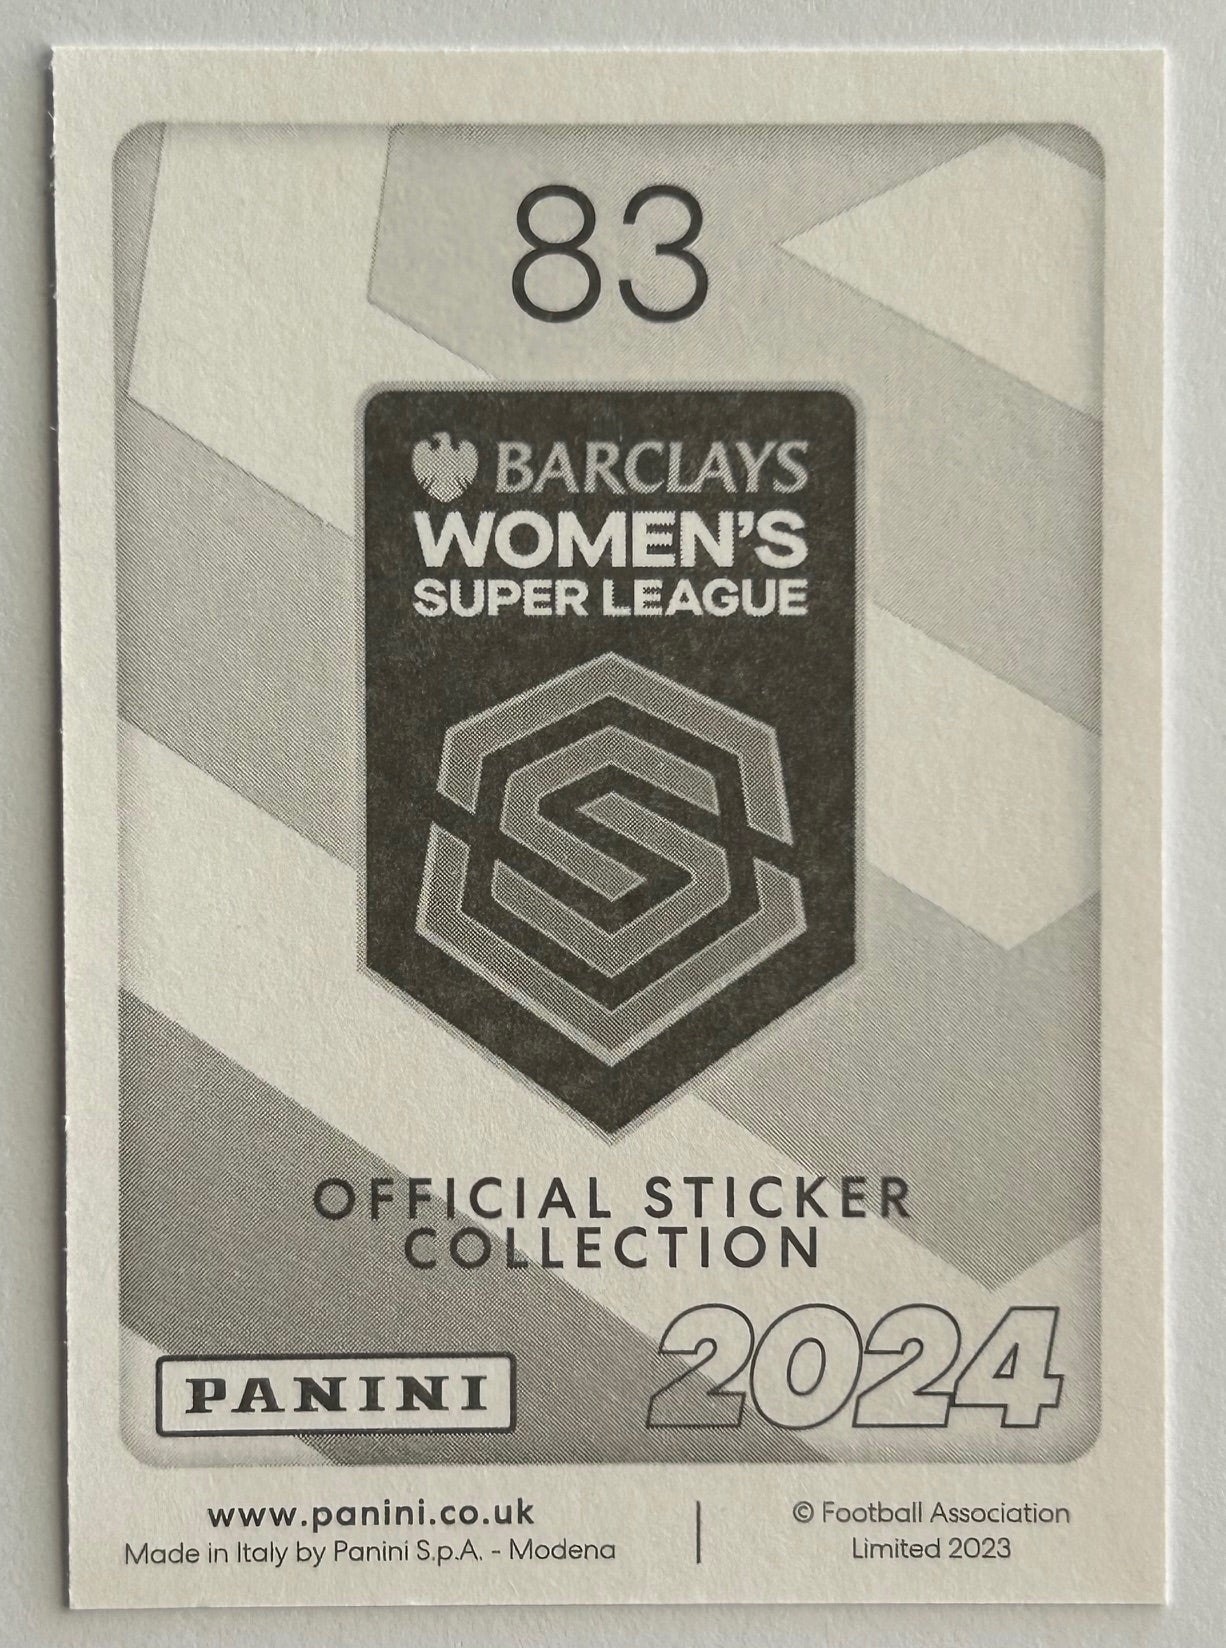 83
BARCLAYS
WOMEN'S
SUPER LEAGUE
OFFICIAL STICKER
COLLECTION
2024
PANINI
www.panini.co.uk
Made in Italy by Panini S.p.A. - Modena
© Football Association
Limited 2023